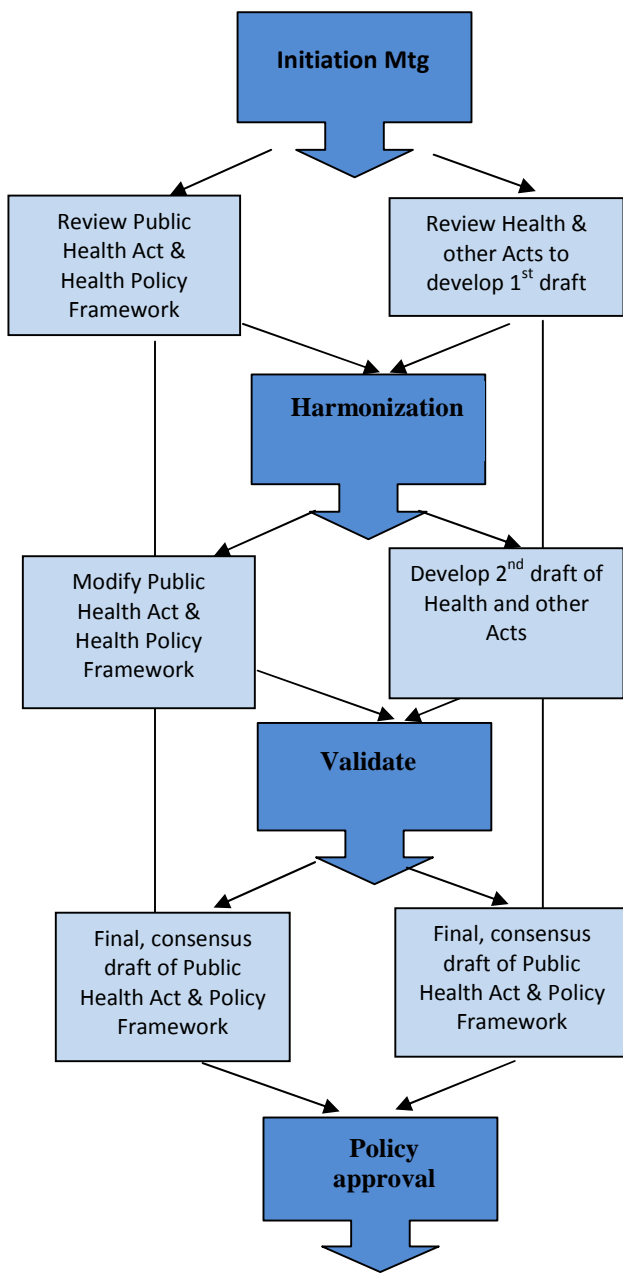 Initiation Mtg
Review Public
Health Act &
Health Policy
Framework
Review Health &
other Acts to
develop 1st draft
Harmonization
Modify Public
Health Act &
Health Policy
Framework
Develop 2nd draft of
Health and other
Acts
Validate
Final, consensus
draft of Public
Health Act & Policy
Framework
Final, consensus
draft of Public
Health Act & Policy
Framework
Policy
approval